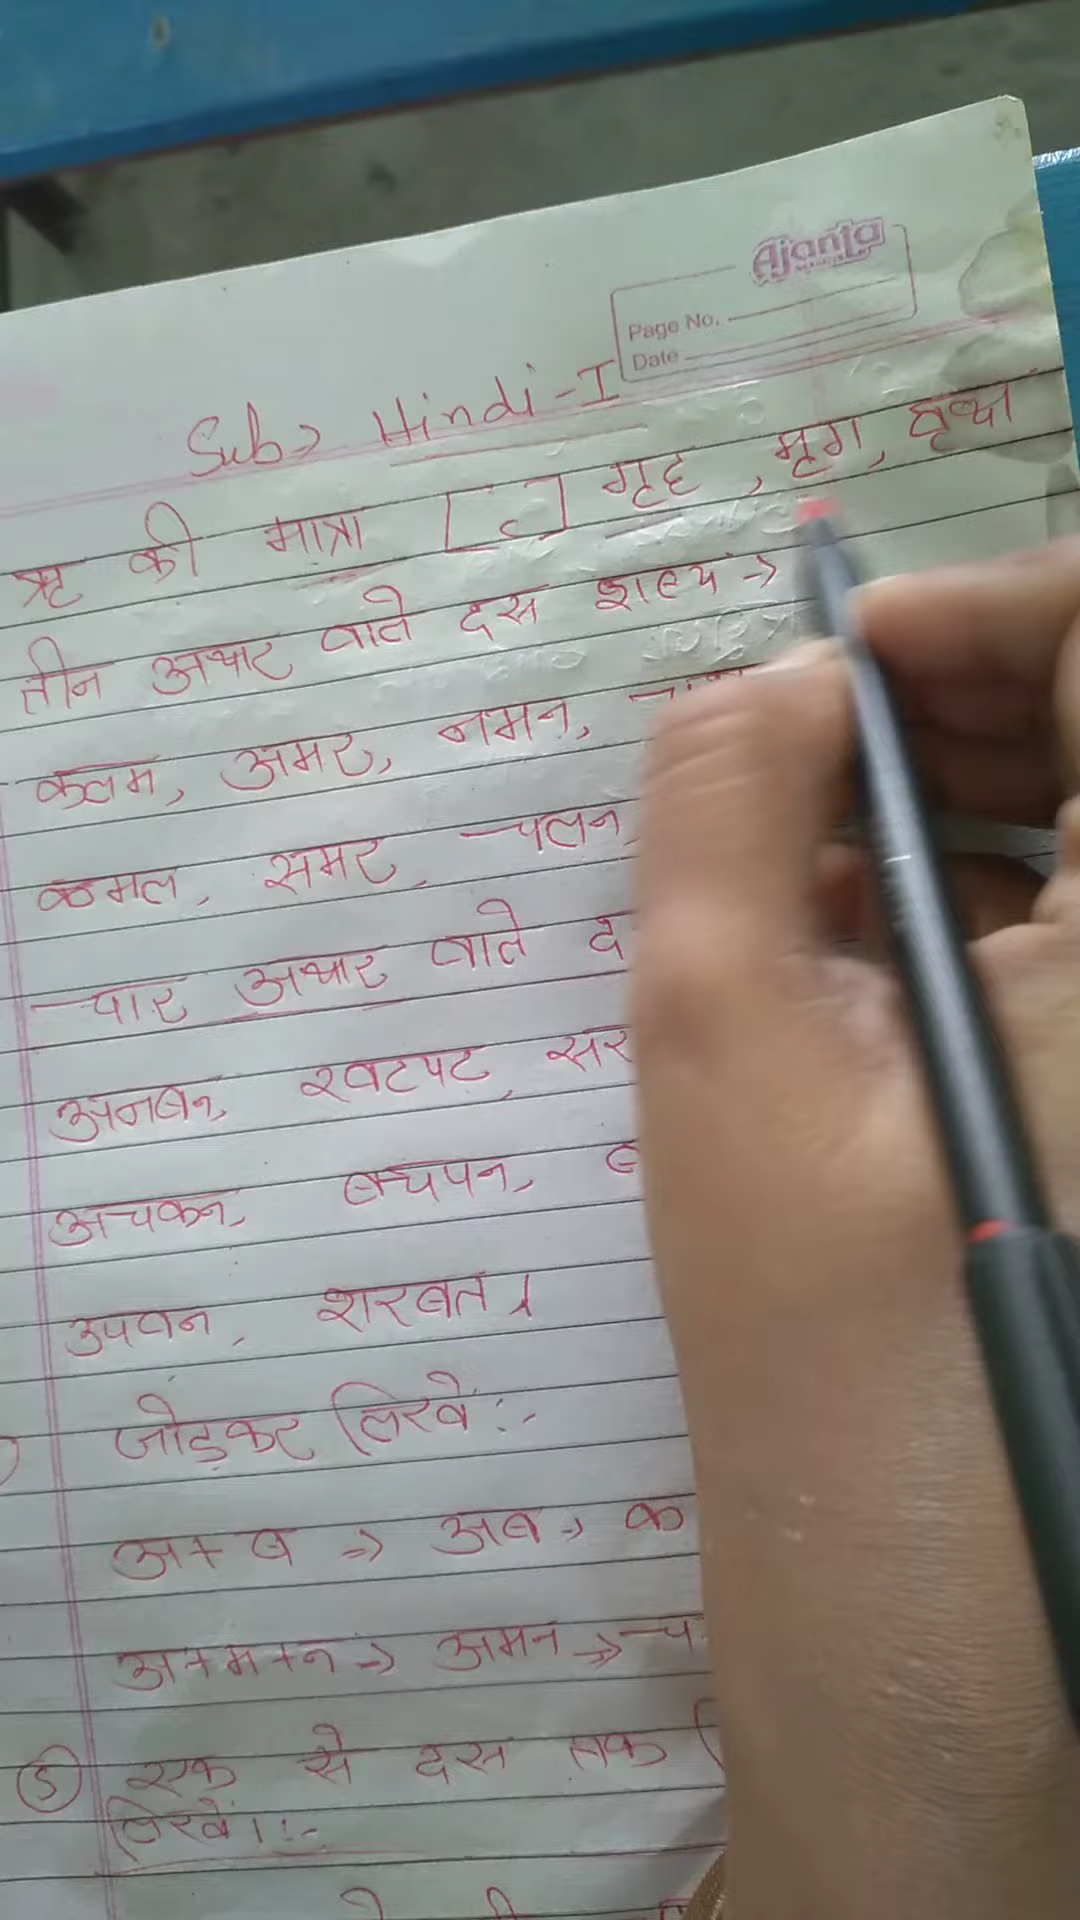 Ajanta
Page No.
Date
Sub> Hindi-I
ऋ की मात्रा [ ृ ] गृह, मृग,
तीन अक्षर वाले दस शब्द →
कलम, अमर, नमन,
कमल, समर, चलन,
चार अक्षर वाले द
अनबन, खटपट, सर
अचकन, बचपन, ब
उपवन, शरबत।
जोड़कर लिखें :-
अ+ब ⇒ अब, क
अ+म+न → अमन ⇒ च
5 एक से दस तक
लिखें। :-